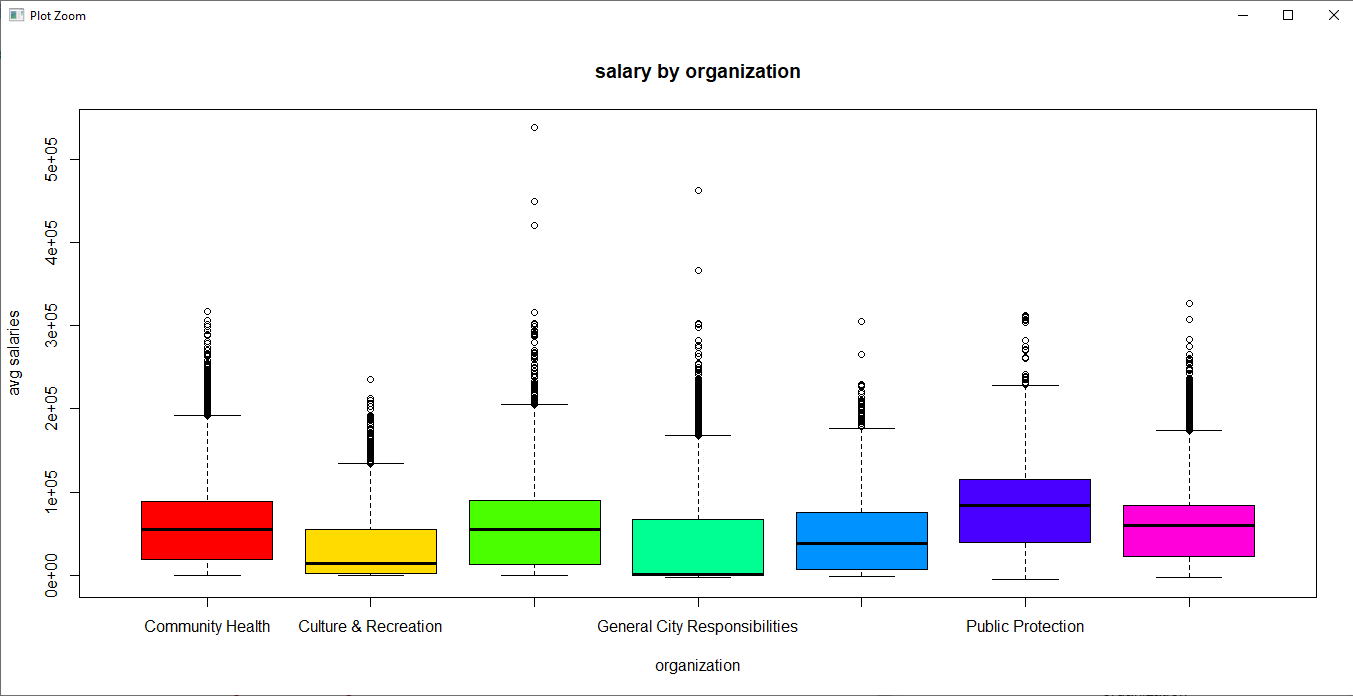 Plot Zoom
salary by organization
5e+05
4e+05
3e+05
2e+05
1e+05
0e+00
avg salaries
Community Health Culture & Recreation General City Responsibilities Public Protection
organization